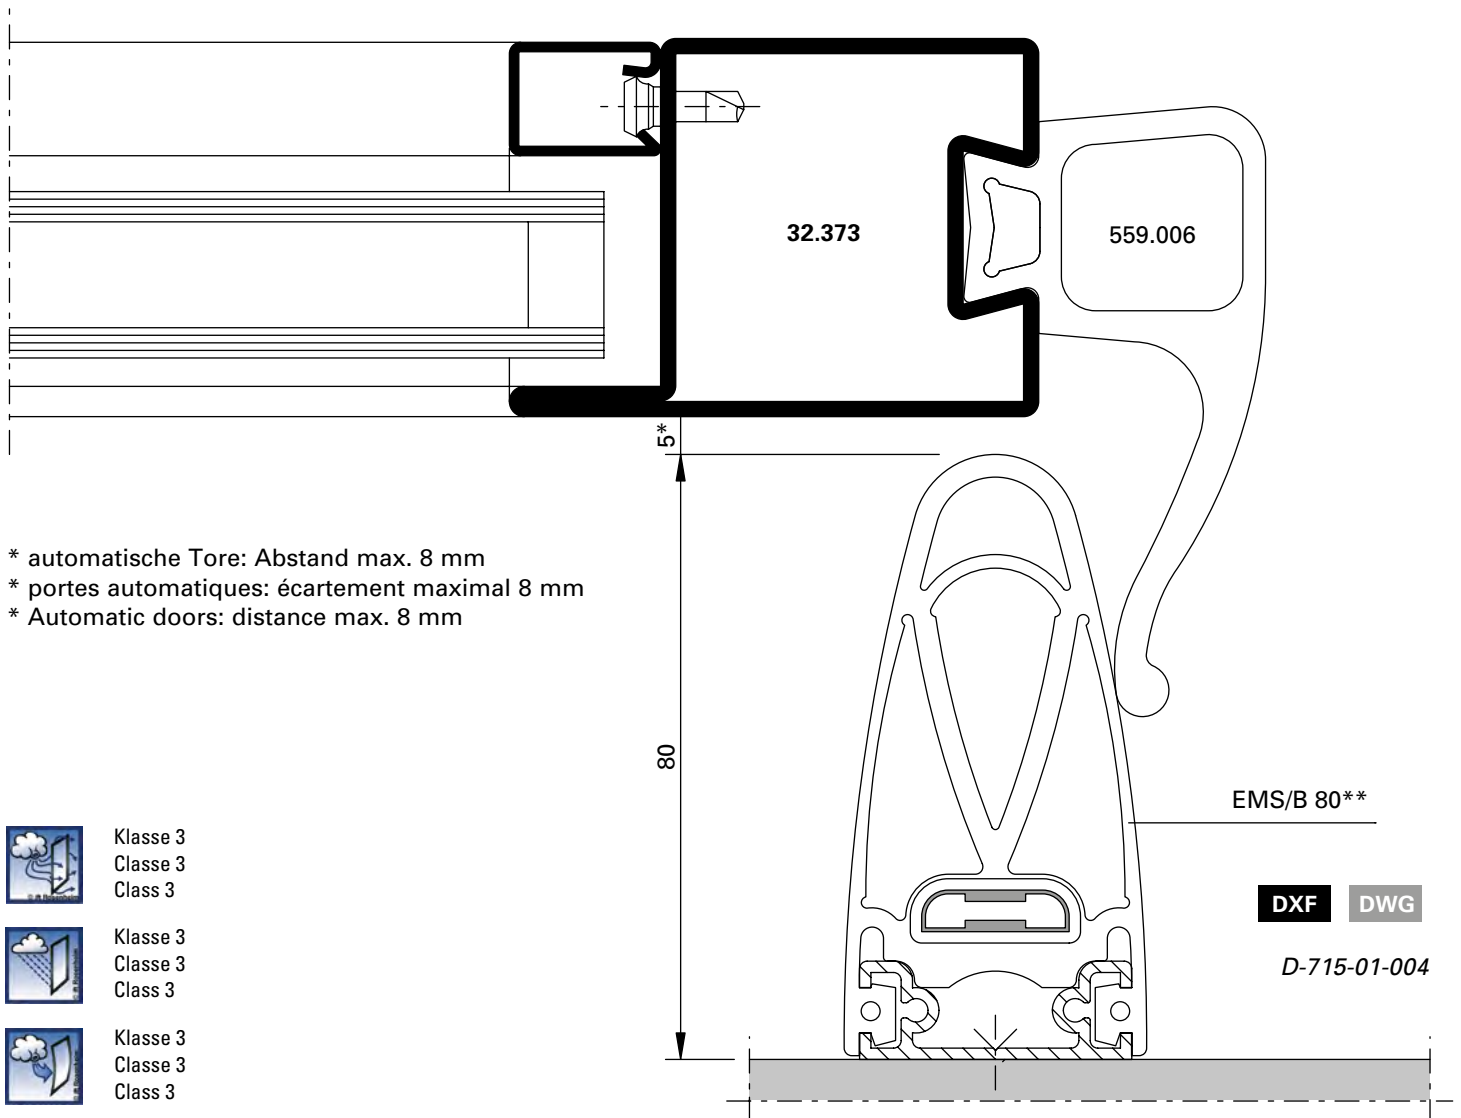 32.373
559.006
5*
* automatische Tore: Abstand max. 8 mm
* portes automatiques: écartement maximal 8 mm
* Automatic doors: distance max. 8 mm
80
EMS/B 80**
Klasse 3
Classe 3
Class 3
DXF DWG
Klasse 3
Classe 3
Class 3
D-715-01-004
Klasse 3
Classe 3
Class 3